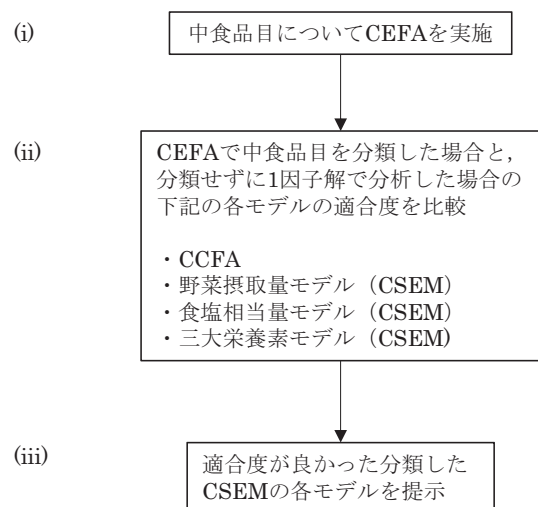 (i)
中食品目についてCEFAを実施
(ii)
CEFAで中食品目を分類した場合と,
分類せずに1因子解で分析した場合の
下記の各モデルの適合度を比較
・CCFA
・野菜摂取量モデル（CSEM）
・食塩相当量モデル（CSEM）
・三大栄養素モデル（CSEM)
(iii)
適合度が良かった分類した
CSEMの各モデルを提示